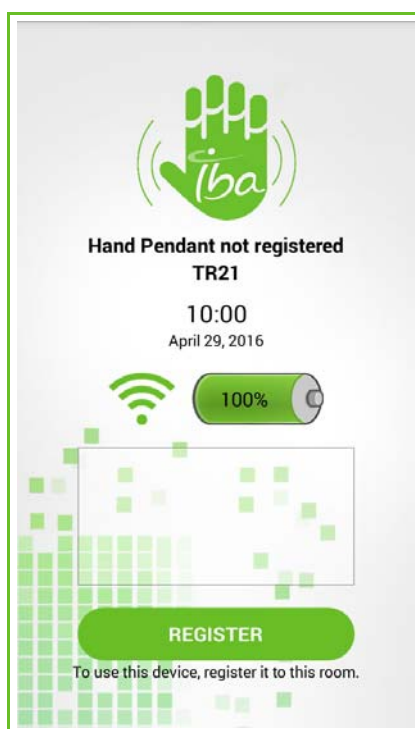 iba
Hand Pendant not registered
TR21
10:00
April 29, 2016
100%
REGISTER
To use this device, register it to this room.